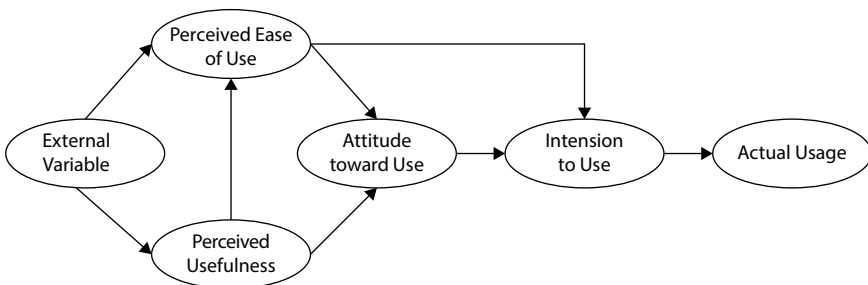 Perceived Ease
of Use
External
Variable
Attitude
toward Use
Intension
to Use
Actual Usage
Perceived
Usefulness